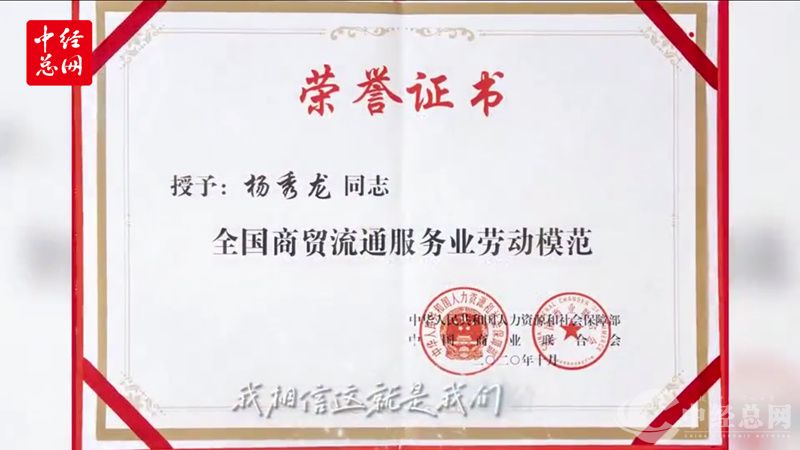 中经
总网
荣誉证书
授予：杨秀龙 同志
全国商贸流通服务业劳动模范
中华人民共和国人力资源和社会保障部
中国商业联合会
二〇二〇年十月
我相信这就是我们
中经总网